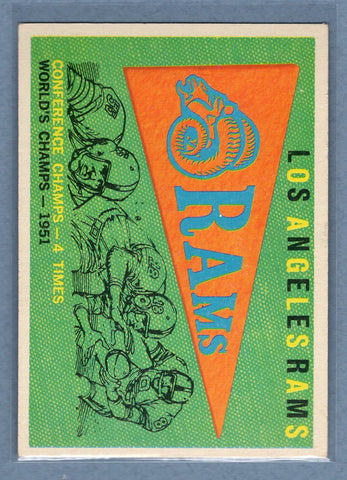 LOS ANGELES RAMS
RAMS
CONFERENCE CHAMPS—4 TIMES
WORLD'S CHAMPS—1951